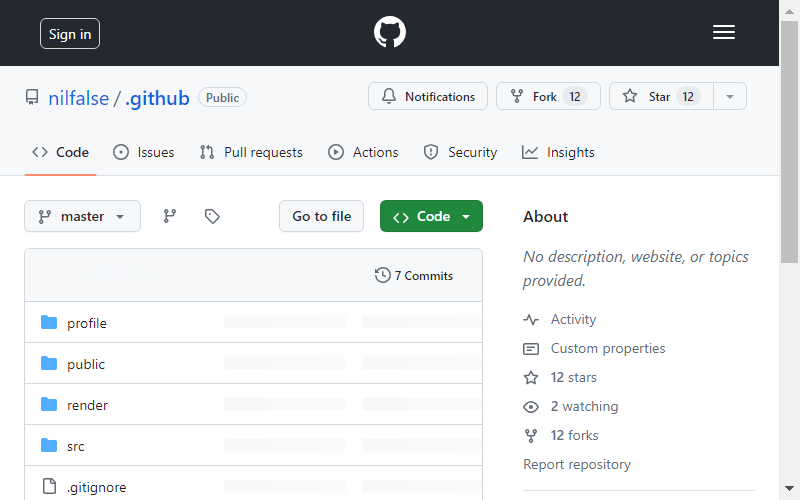 Sign in
nilfalse / .github Public
Notifications Fork 12 Star 12
Code Issues Pull requests Actions Security Insights
master Go to file Code
7 Commits
profile
public
render
src
.gitignore
About
No description, website, or topics
provided.
Activity
Custom properties
12 stars
2 watching
12 forks
Report repository